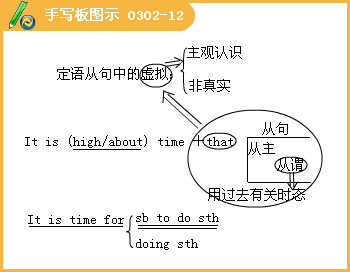 手写板图示 0302-12
主观认识
定语从句中的虚拟：
非真实
从句
It is (high/about) time + that
从主
从谓
用过去有关时态
It is time for sb to do sth
doing sth